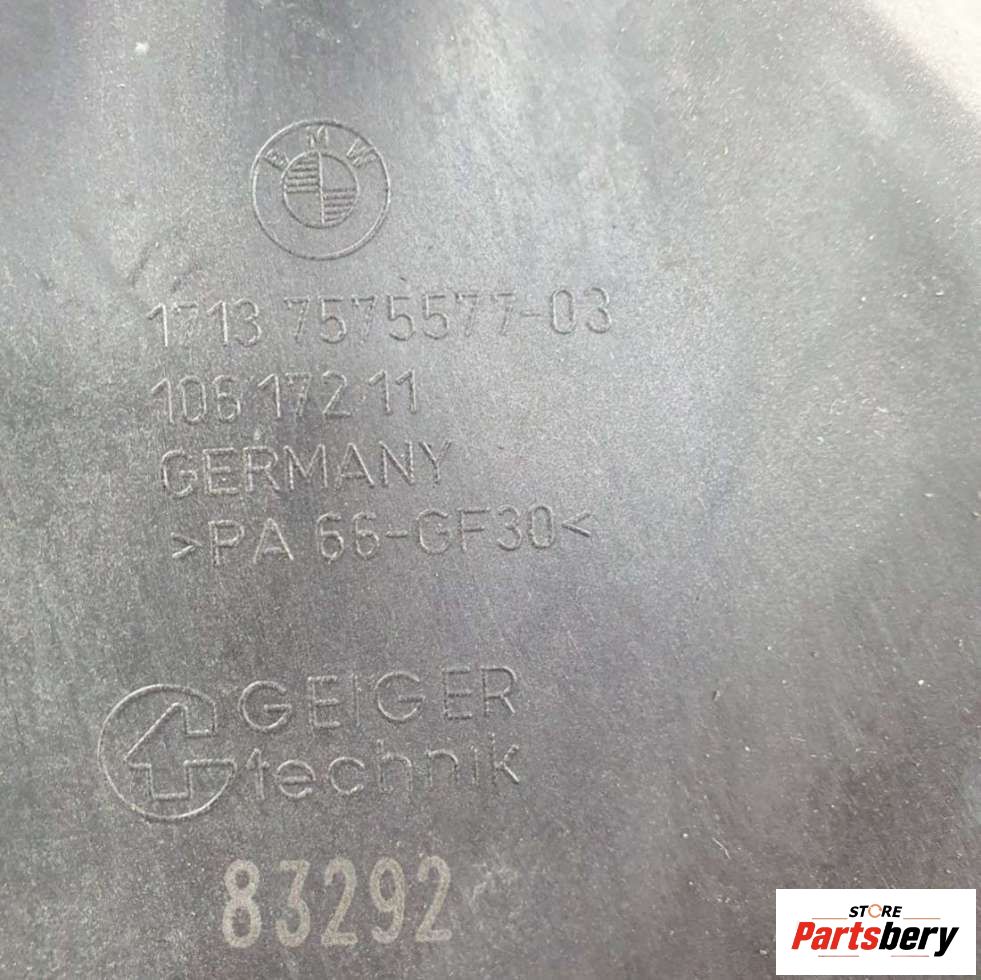 BMW
1713 7575577-03
106 172 11
GERMANY
>PA 66-GF30<
GEIGER
technik
83292
STORE
Partsbery